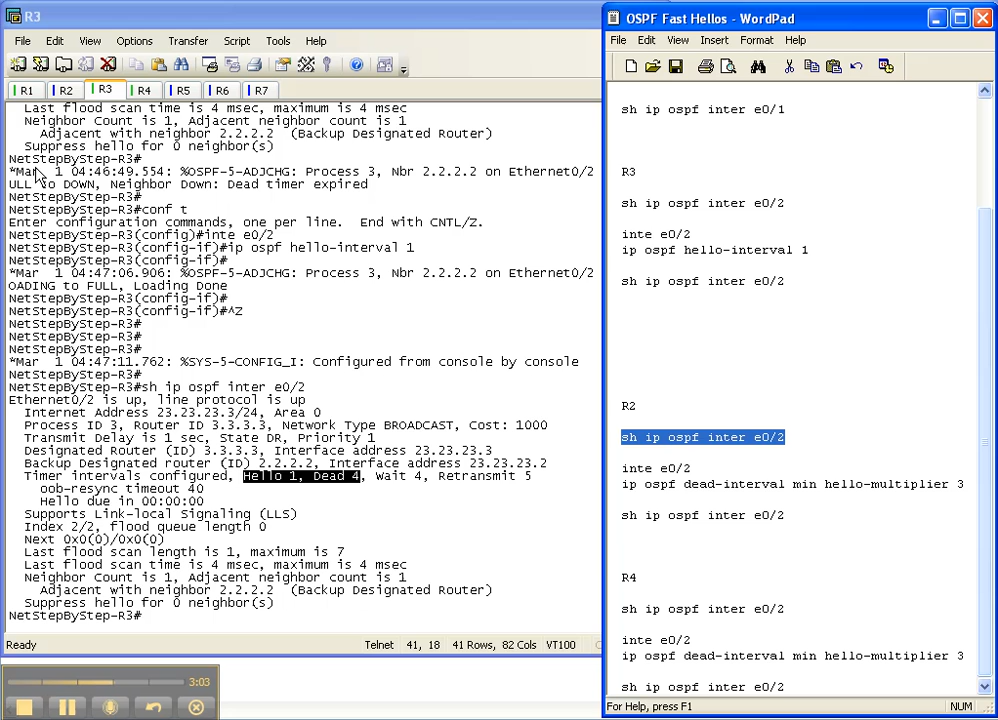 R3
File Edit View Options Transfer Script Tools Help
R1 R2 R3 R4 R5 R6 R7
Last flood scan time is 4 msec, maximum is 4 msec
Neighbor Count is 1, Adjacent neighbor count is 1
Adjacent with neighbor 2.2.2.2 (Backup Designated Router)
Suppress hello for 0 neighbor(s)
NetStepByStep-R3#
*Mar 1 04:46:49.554: %OSPF-5-ADJCHG: Process 3, Nbr 2.2.2.2 on Ethernet0/2
ULL to DOWN, Neighbor Down: Dead timer expired
NetStepByStep-R3#
NetStepByStep-R3#conf t
Enter configuration commands, one per line. End with CNTL/Z.
NetStepByStep-R3(config)#inte e0/2
NetStepByStep-R3(config-if)#ip ospf hello-interval 1
NetStepByStep-R3(config-if)#
*Mar 1 04:47:06.906: %OSPF-5-ADJCHG: Process 3, Nbr 2.2.2.2 on Ethernet0/2
OADING to FULL, Loading Done
NetStepByStep-R3(config-if)#
NetStepByStep-R3(config-if)#^Z
NetStepByStep-R3#
NetStepByStep-R3#
NetStepByStep-R3#
*Mar 1 04:47:11.762: %SYS-5-CONFIG_I: Configured from console by console
NetStepByStep-R3#
NetStepByStep-R3#sh ip ospf inter e0/2
Ethernet0/2 is up, line protocol is up
Internet Address 23.23.23.3/24, Area 0
Process ID 3, Router ID 3.3.3.3, Network Type BROADCAST, Cost: 1000
Transmit Delay is 1 sec, State DR, Priority 1
Designated Router (ID) 3.3.3.3, Interface address 23.23.23.3
Backup Designated router (ID) 2.2.2.2, Interface address 23.23.23.2
Timer intervals configured, Hello 1, Dead 4, Wait 4, Retransmit 5
oob-resync timeout 40
Hello due in 00:00:00
Supports Link-local Signaling (LLS)
Index 2/2, flood queue length 0
Next 0x0(0)/0x0(0)
Last flood scan length is 1, maximum is 7
Last flood scan time is 4 msec, maximum is 4 msec
Neighbor Count is 1, Adjacent neighbor count is 1
Adjacent with neighbor 2.2.2.2 (Backup Designated Router)
Suppress hello for 0 neighbor(s)
NetStepByStep-R3#
Ready Telnet 41, 18 41 Rows, 82 Cols VT100
3:03
OSPF Fast Hellos - WordPad
File Edit View Insert Format Help
sh ip ospf inter e0/1
R3
sh ip ospf inter e0/2
inte e0/2
ip ospf hello-interval 1
sh ip ospf inter e0/2
R2
sh ip ospf inter e0/2
inte e0/2
ip ospf dead-interval min hello-multiplier 3
sh ip ospf inter e0/2
R4
sh ip ospf inter e0/2
inte e0/2
ip ospf dead-interval min hello-multiplier 3
sh ip ospf inter e0/2
For Help, press F1 NUM